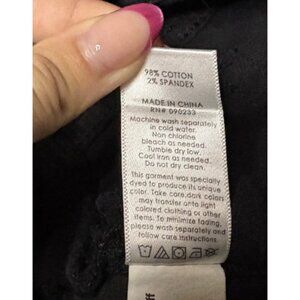 98% COTTON
2% SPANDEX
MADE IN CHINA
RN# 090233
Machine wash separately
in cold water.
Non chlorine
bleach as needed.
Tumble dry low.
Cool iron as needed.
Do not dry clean.
This garment was specially
dyed to produce its unique
color. Take care, dark colors
may transfer onto light
colored clothing or other
items. To minimize fading,
please wash separately and
follow care instructions.